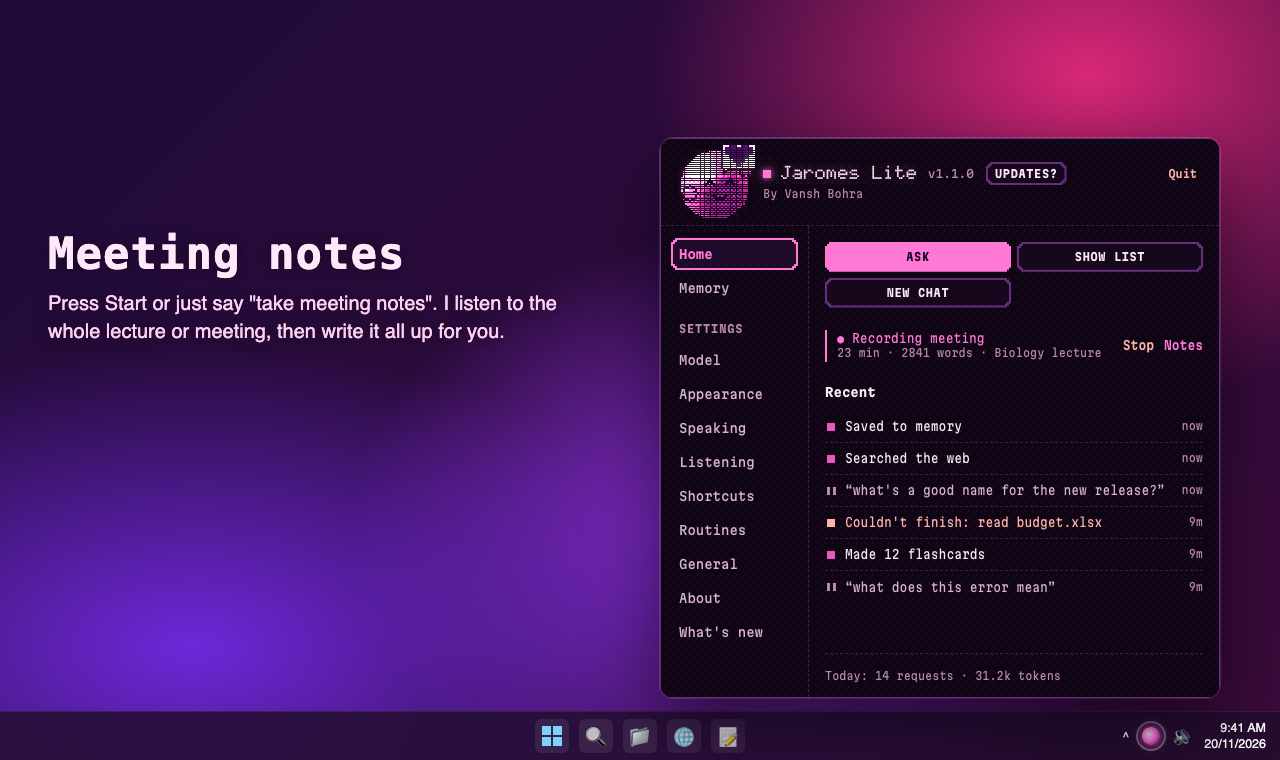 Meeting notes
Press Start or just say "take meeting notes". I listen to the
whole lecture or meeting, then write it all up for you.
Jaromes Lite v1.1.0 UPDATES? Quit
By Vansh Bohra
Home
Memory
SETTINGS
Model
Appearance
Speaking
Listening
Shortcuts
Routines
General
About
What's new
ASK SHOW LIST
NEW CHAT
Recording meeting
23 min · 2841 words · Biology lecture
Stop Notes
Recent
Saved to memory now
Searched the web now
“what's a good name for the new release?” now
Couldn't finish: read budget.xlsx 9m
Made 12 flashcards 9m
“what does this error mean” 9m
Today: 14 requests · 31.2k tokens
9:41 AM
20/11/2026